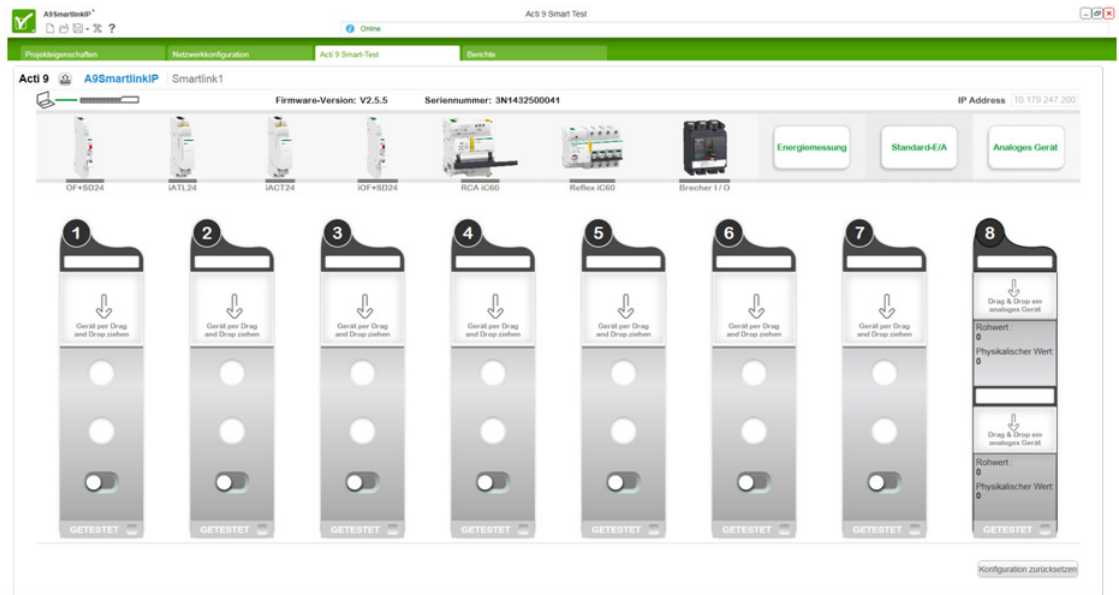 A9SmartlinkIP*
Acti 9 Smart Test
?
Online
Projekteigenschaften
Netzwerkkonfiguration
Acti 9 Smart-Test
Berichte
Acti 9
A9SmartlinkIP
Smartlink1
Firmware-Version: V2.5.5
Seriennummer: 3N1432500041
IP Address 10.179.247.200
Energiemessung
Standard-E/A
Analoges Gerät
OF+SD24
iATL24
iACT24
iOF+SD24
RCA iC60
Reflex iC60
Brecher I / O
1
2
3
4
5
6
7
8
Gerät per Drag
and Drop ziehen
Gerät per Drag
and Drop ziehen
Gerät per Drag
and Drop ziehen
Gerät per Drag
and Drop ziehen
Gerät per Drag
and Drop ziehen
Gerät per Drag
and Drop ziehen
Gerät per Drag
and Drop ziehen
Drag & Drop ein
analoges Gerät
Rohwert :
0
Physikalischer Wert:
0
Drag & Drop ein
analoges Gerät
Rohwert :
0
Physikalischer Wert:
0
GETESTET
GETESTET
GETESTET
GETESTET
GETESTET
GETESTET
GETESTET
GETESTET
Konfiguration zurücksetzen